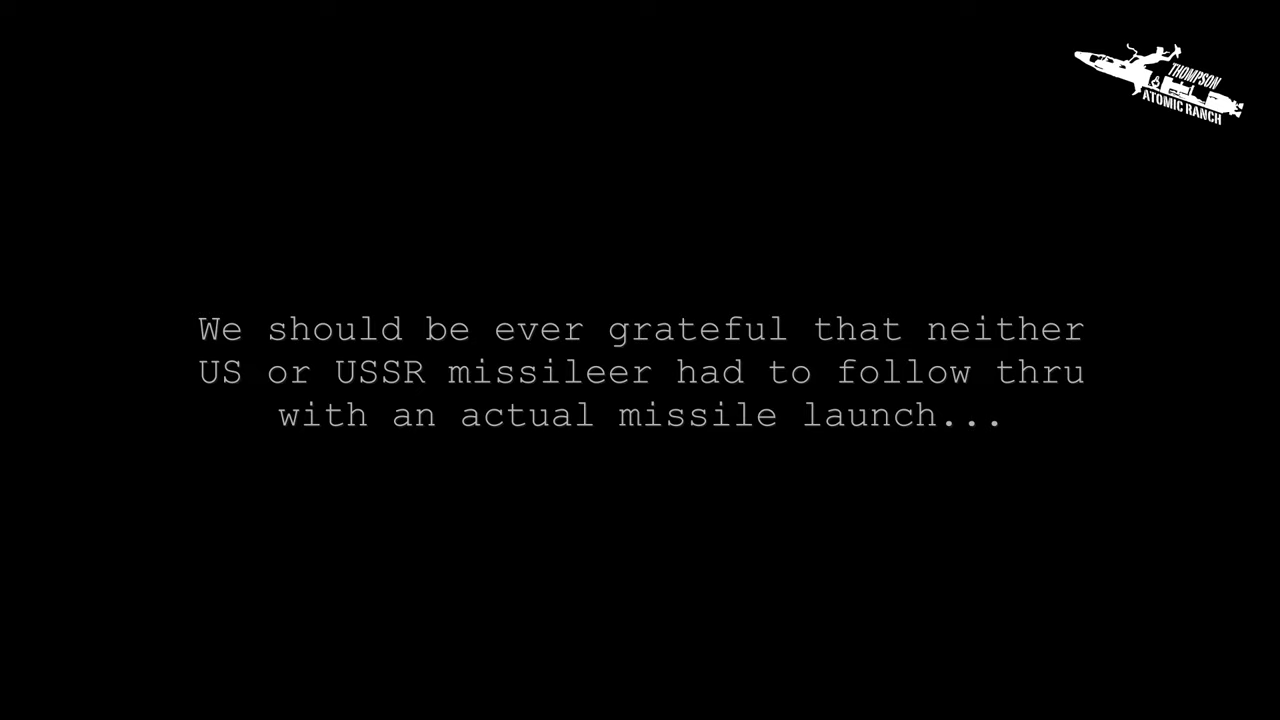 THOMPSON
& 
ATOMIC RANCH
We should be ever grateful that neither
US or USSR missileer had to follow thru
with an actual missile launch...